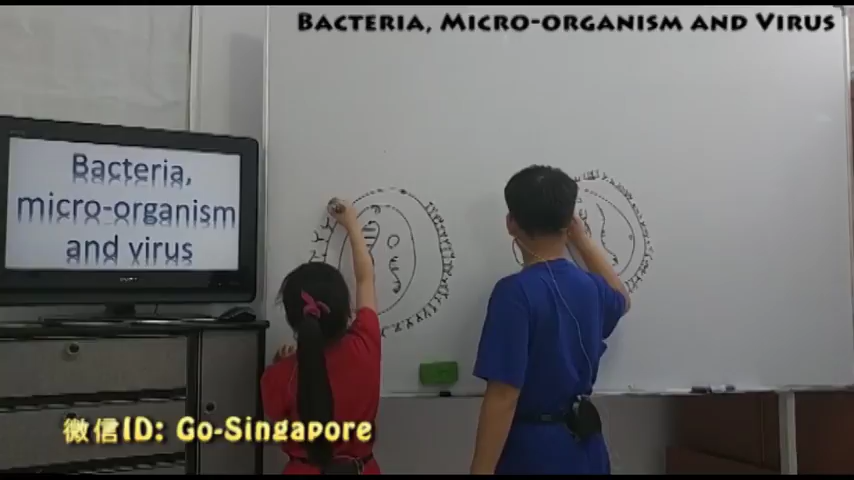 BACTERIA, MICRO-ORGANISM AND VIRUS
Bacteria,
micro-organism
and virus
微信ID: Go-Singapore